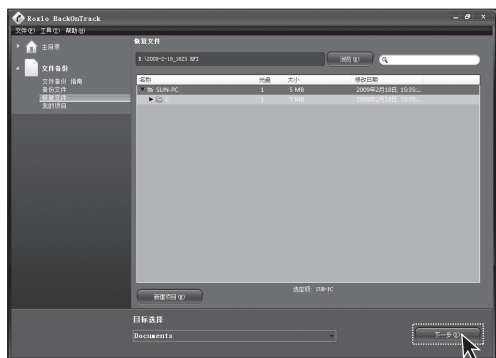 Roxio BackOnTrack
文件(F) 工具(T) 帮助(H)
主目录
文件备份
文件备份 指南
备份文件
恢复文件
我的项目
恢复文件
E:\2009-2-18_3623.RFI
浏览
名称 光盘 大小 修改日期
SUN-PC 1 5 MB 2009年2月18日, 15:35:...
1 5 MB 2009年2月18日, 15:35:...
新建项目
选定项: SUN-PC
目标选择
Documents
下一步